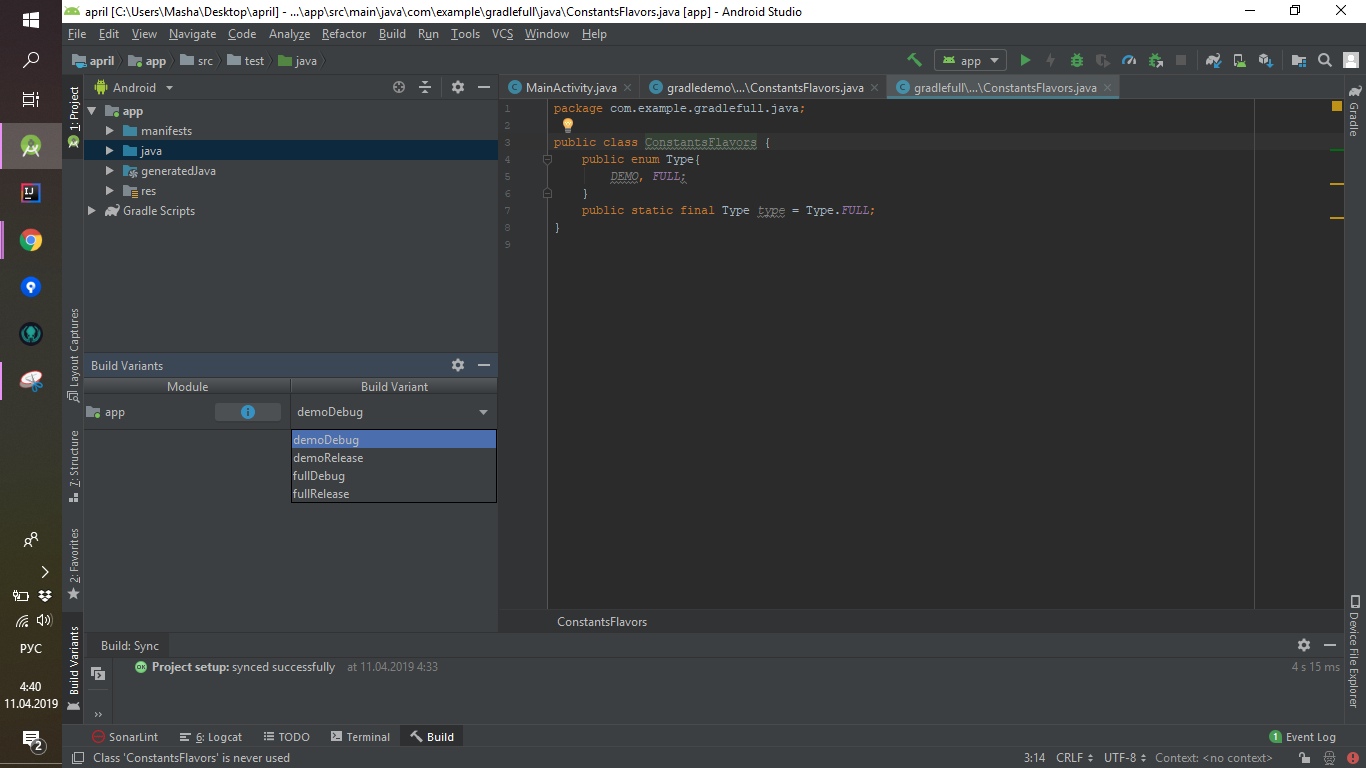 april [C:\Users\Masha\Desktop\april] - ...\app\src\main\java\com\example\gradlefull\java\ConstantsFlavors.java [app] - Android Studio
File Edit View Navigate Code Analyze Refactor Build Run Tools VCS Window Help
april app src test java
app
1: Project
Android
MainActivity.java gradledemo\...\ConstantsFlavors.java gradlefull\...\ConstantsFlavors.java
Gradle
app
manifests
java
generatedJava
res
Gradle Scripts
1 package com.example.gradlefull.java;
2
3 public class ConstantsFlavors {
4 public enum Type{
5 DEMO, FULL;
6 }
7 public static final Type type = Type.FULL;
8 }
9
Layout Captures
7: Structure
2: Favorites
Build Variants
Build Variants
Module Build Variant
app demoDebug
demoDebug
demoRelease
fullDebug
fullRelease
ConstantsFlavors
Device File Explorer
Build: Sync
OK Project setup: synced successfully at 11.04.2019 4:33 4 s 15 ms
SonarLint 6: Logcat TODO Terminal Build 1 Event Log
Class 'ConstantsFlavors' is never used 3:14 CRLF UTF-8 Context: <no context>
РУС
4:40
11.04.2019
2